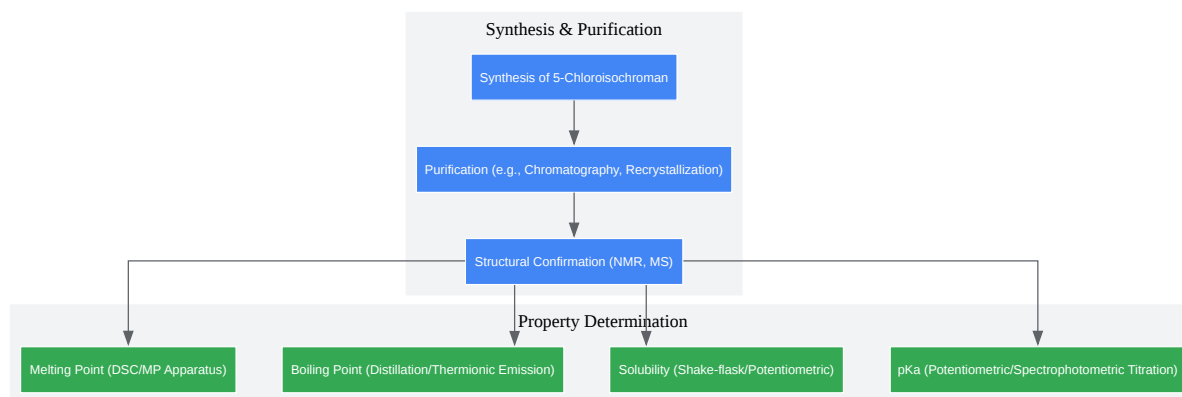 Synthesis & Purification
Synthesis of 5-Chloroisochroman
Purification (e.g., Chromatography, Recrystallization)
Structural Confirmation (NMR, MS)
Property Determination
Melting Point (DSC/MP Apparatus)
Boiling Point (Distillation/Thermionic Emission)
Solubility (Shake-flask/Potentiometric)
pKa (Potentiometric/Spectrophotometric Titration)